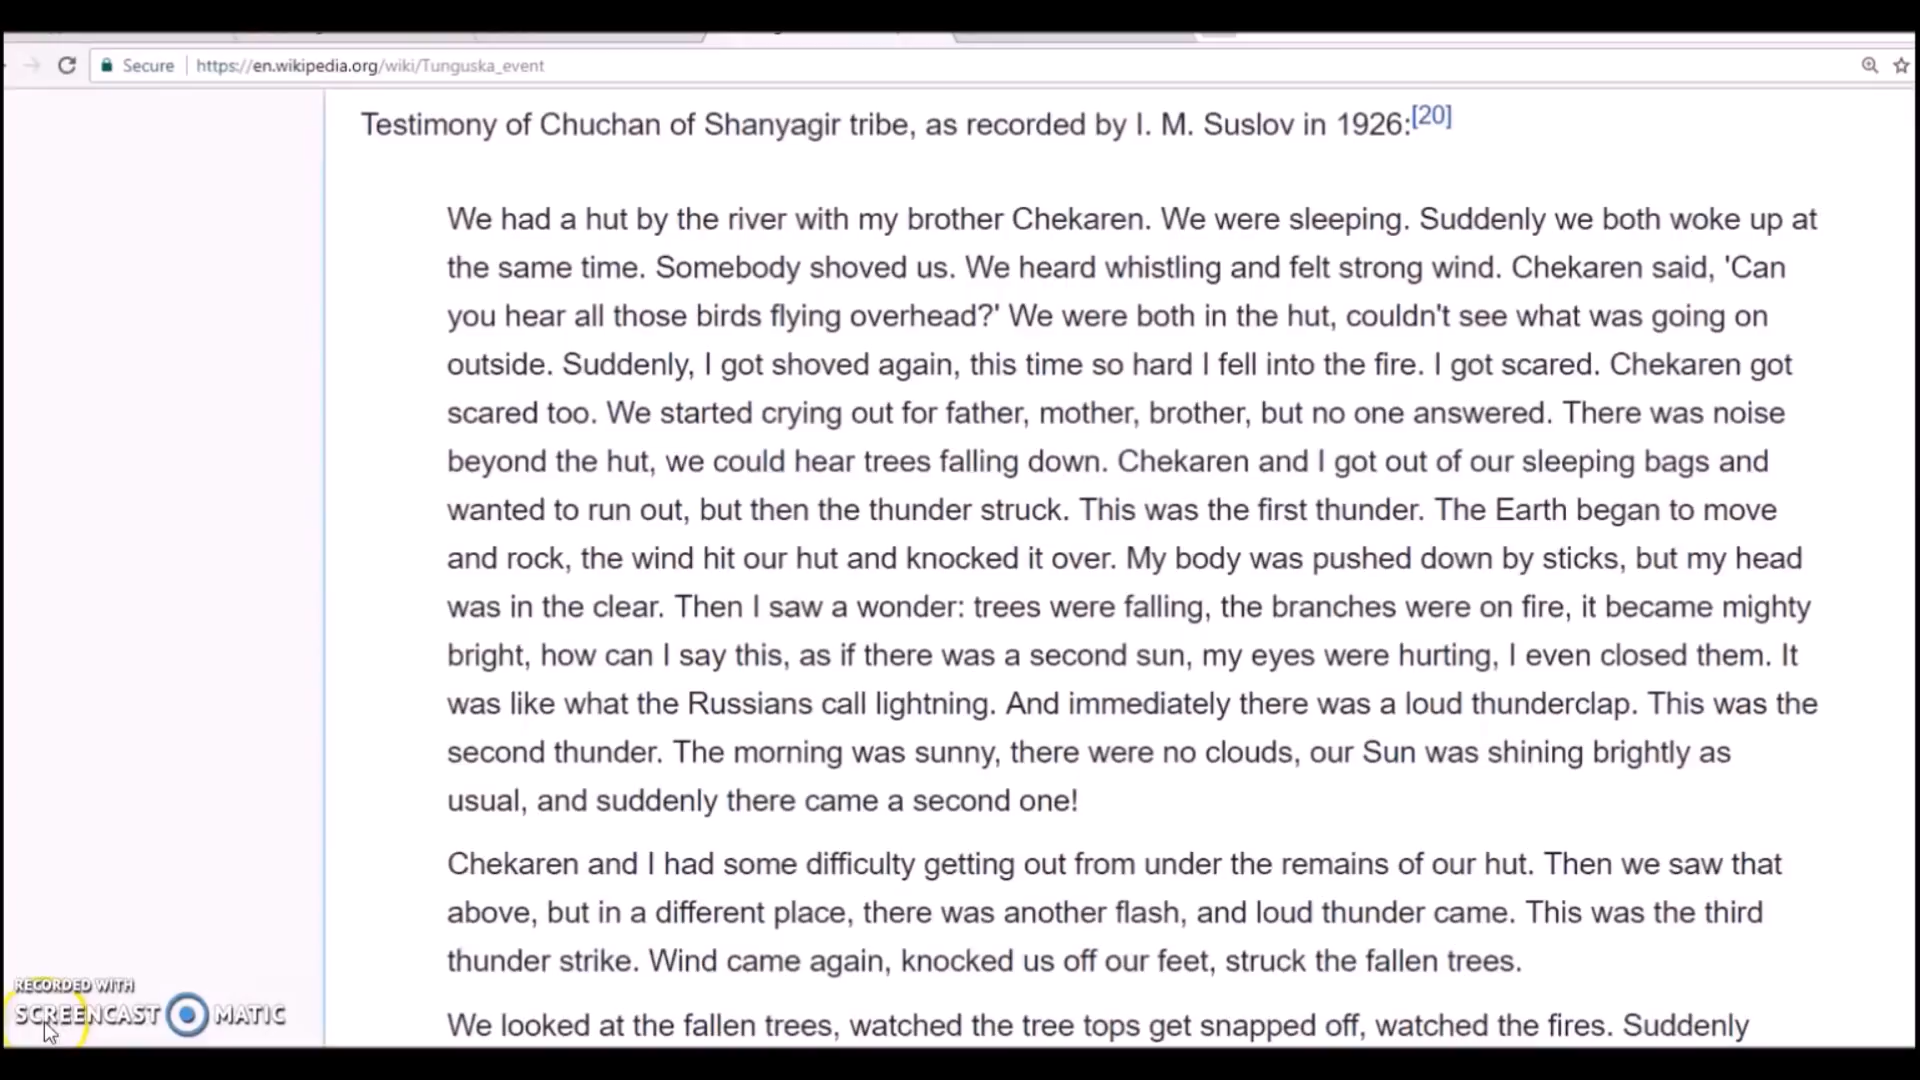 Secure https://en.wikipedia.org/wiki/Tunguska_event
Testimony of Chuchan of Shanyagir tribe, as recorded by I. M. Suslov in 1926:[20]
We had a hut by the river with my brother Chekaren. We were sleeping. Suddenly we both woke up at
the same time. Somebody shoved us. We heard whistling and felt strong wind. Chekaren said, 'Can
you hear all those birds flying overhead?' We were both in the hut, couldn't see what was going on
outside. Suddenly, I got shoved again, this time so hard I fell into the fire. I got scared. Chekaren got
scared too. We started crying out for father, mother, brother, but no one answered. There was noise
beyond the hut, we could hear trees falling down. Chekaren and I got out of our sleeping bags and
wanted to run out, but then the thunder struck. This was the first thunder. The Earth began to move
and rock, the wind hit our hut and knocked it over. My body was pushed down by sticks, but my head
was in the clear. Then I saw a wonder: trees were falling, the branches were on fire, it became mighty
bright, how can I say this, as if there was a second sun, my eyes were hurting, I even closed them. It
was like what the Russians call lightning. And immediately there was a loud thunderclap. This was the
second thunder. The morning was sunny, there were no clouds, our Sun was shining brightly as
usual, and suddenly there came a second one!
Chekaren and I had some difficulty getting out from under the remains of our hut. Then we saw that
above, but in a different place, there was another flash, and loud thunder came. This was the third
thunder strike. Wind came again, knocked us off our feet, struck the fallen trees.
We looked at the fallen trees, watched the tree tops get snapped off, watched the fires. Suddenly
RECORDED WITH
SCREENCAST MATIC